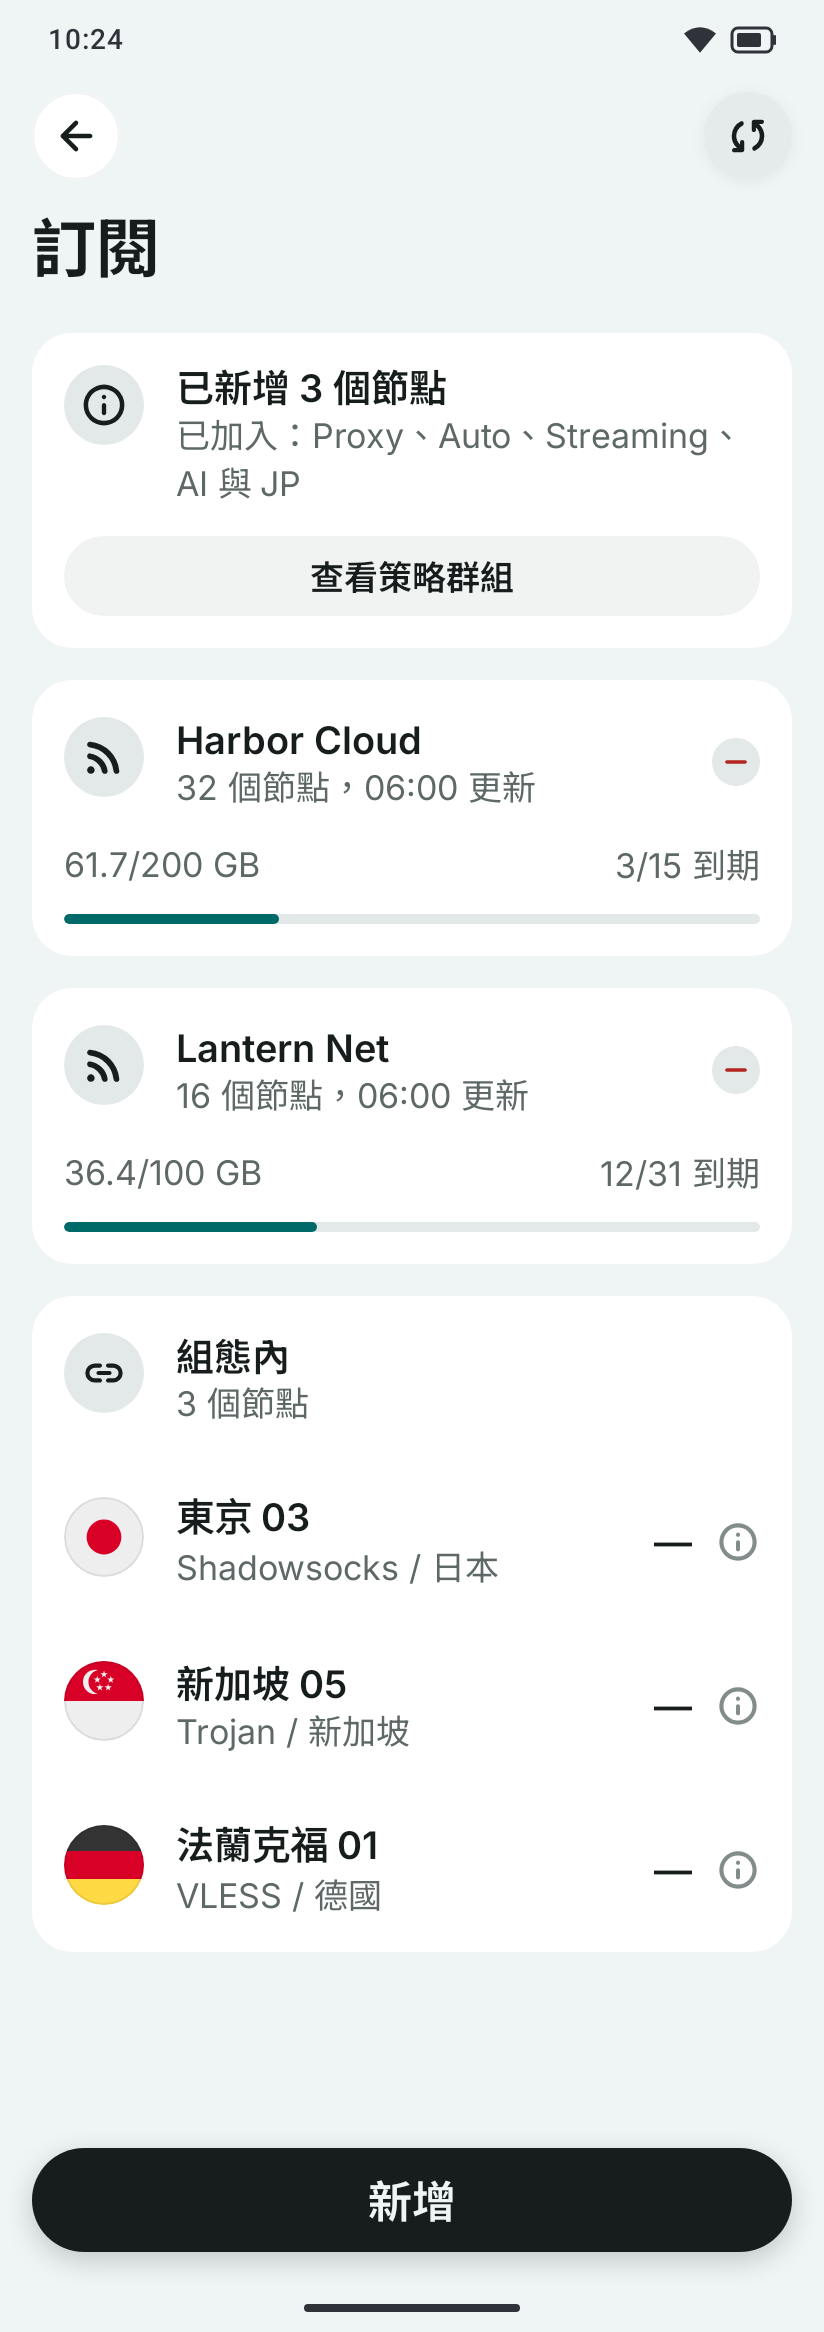 10:24
訂閱
已新增 3 個節點
已加入：Proxy、Auto、Streaming、
AI 與 JP
查看策略群組
Harbor Cloud
32 個節點，06:00 更新
61.7/200 GB
3/15 到期
Lantern Net
16 個節點，06:00 更新
36.4/100 GB
12/31 到期
組態內
3 個節點
東京 03
Shadowsocks / 日本
—
新加坡 05
Trojan / 新加坡
—
法蘭克福 01
VLESS / 德國
—
新增